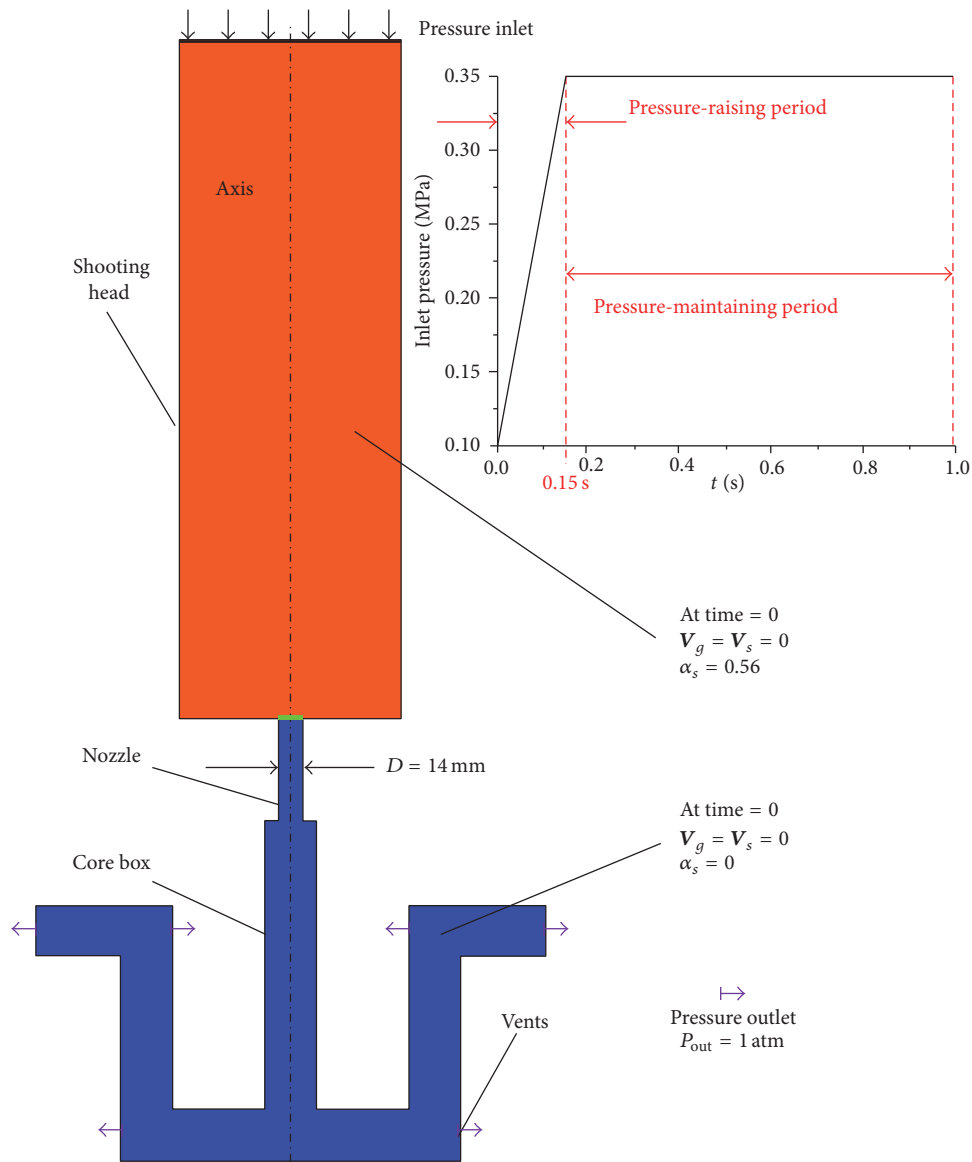 Pressure inlet
Axis
Shooting
head
Inlet pressure (MPa)
0.35
0.30
0.25
0.20
0.15
0.10
Pressure-raising period
Pressure-maintaining period
0.0
0.2
0.4
0.6
0.8
1.0
0.15 s
t (s)
At time = 0
V_g = V_s = 0
α_s = 0.56
Nozzle
D = 14 mm
At time = 0
V_g = V_s = 0
α_s = 0
Core box
Vents
Pressure outlet
P_out = 1 atm